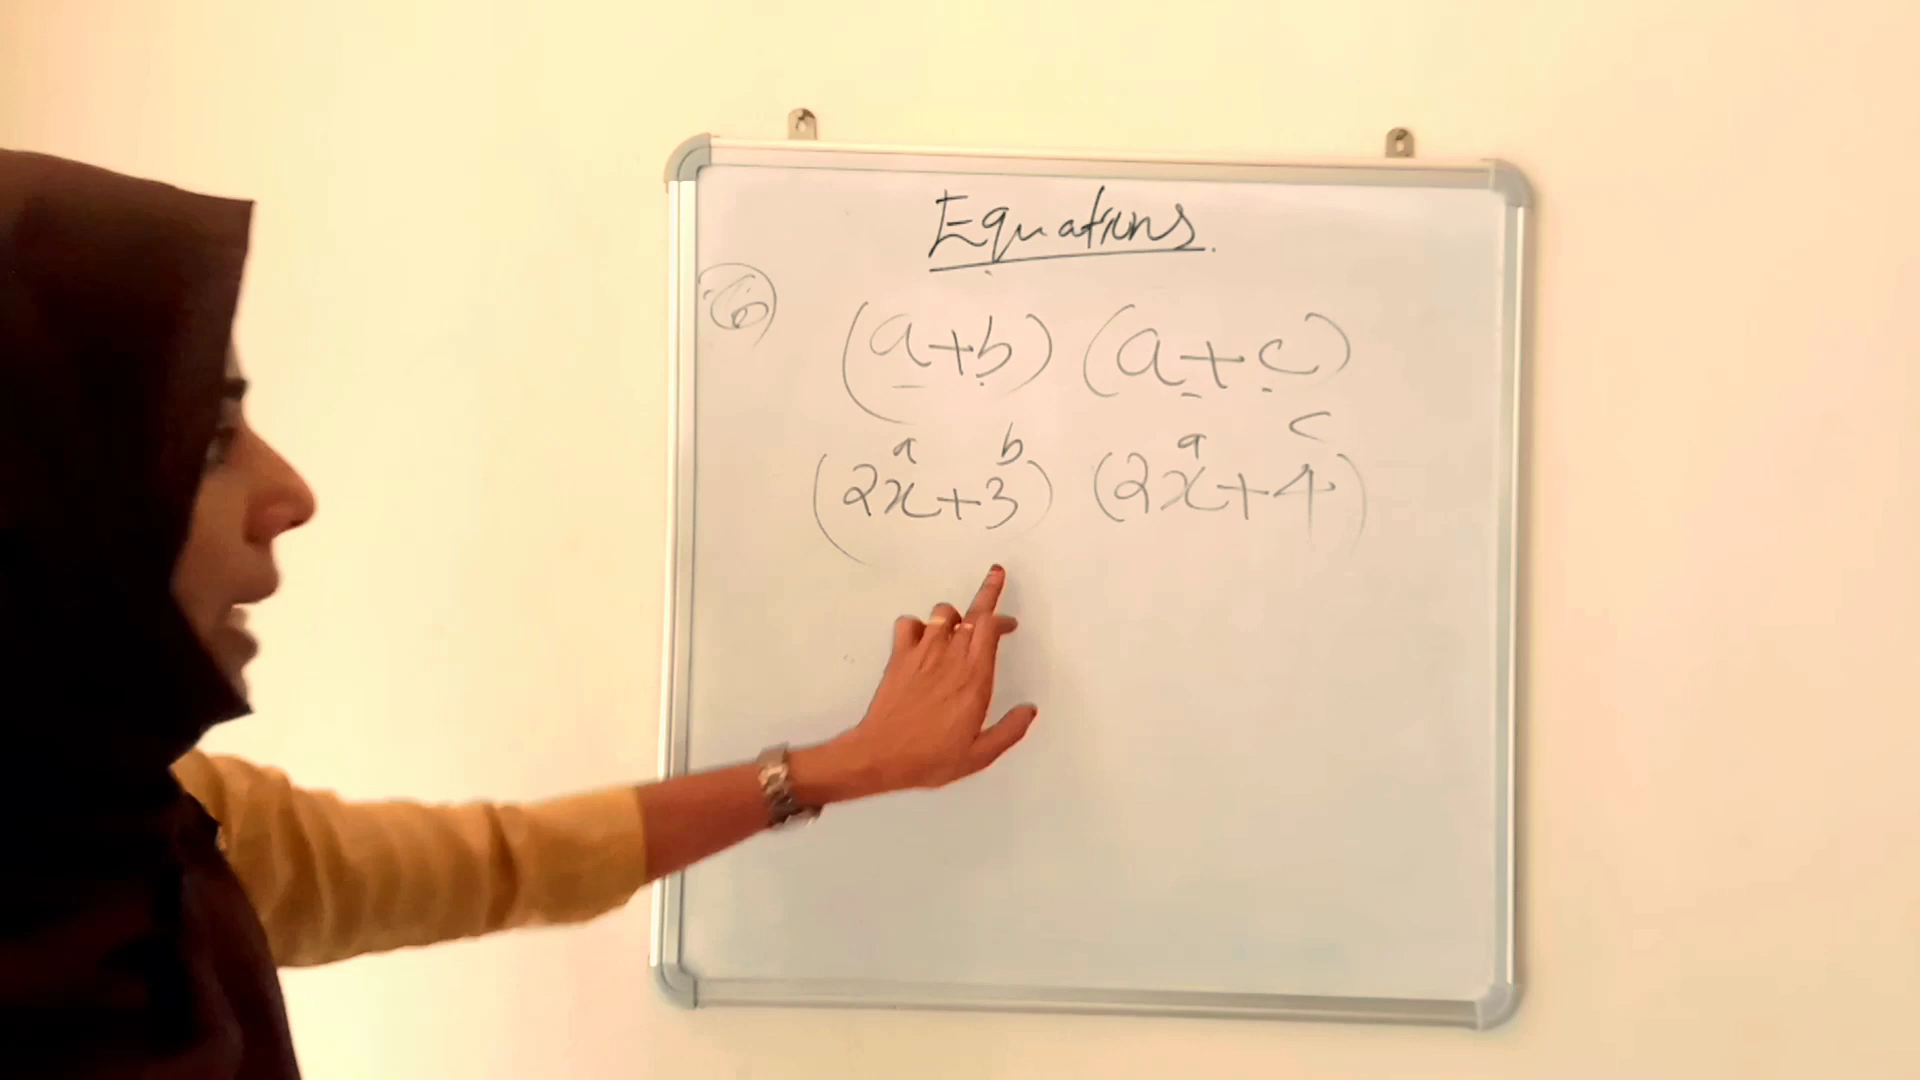 Equations.
6
(a+b) (a+c)
a b a c
(2x+3) (2x+4)